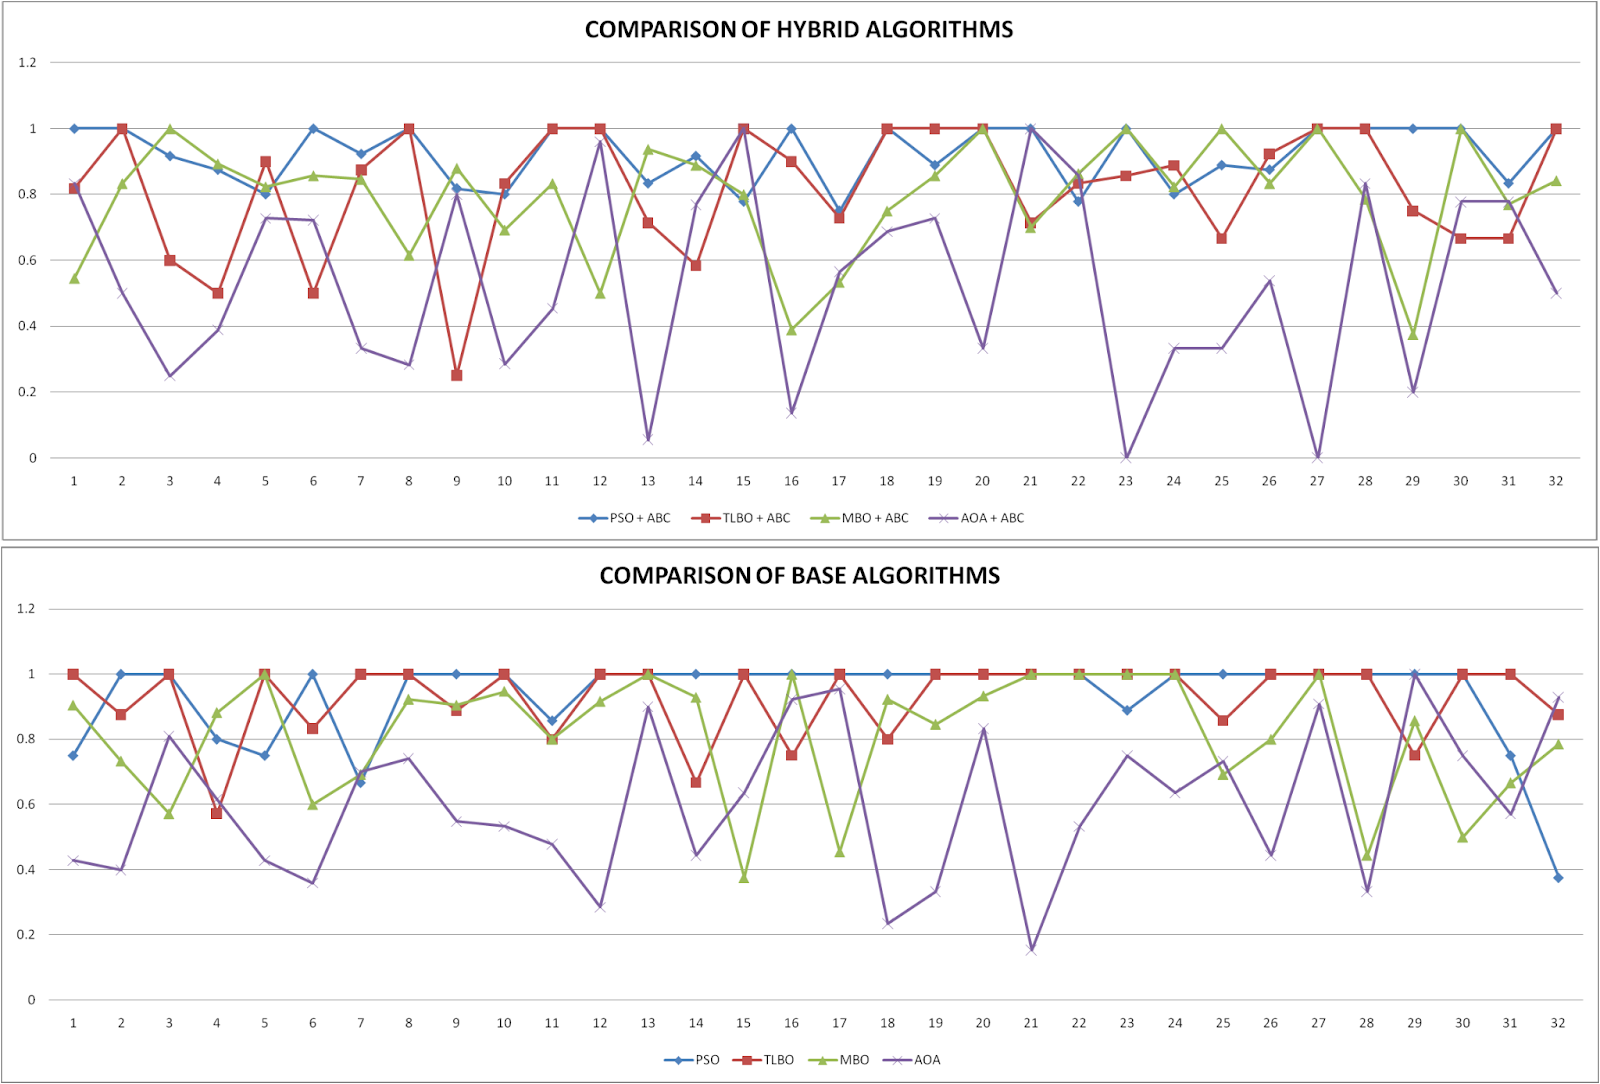 COMPARISON OF HYBRID ALGORITHMS
1.2
1
0.8
0.6
0.4
0.2
0
1 2 3 4 5 6 7 8 9 10 11 12 13 14 15 16 17 18 19 20 21 22 23 24 25 26 27 28 29 30 31 32
PSO + ABC TLBO + ABC MBO + ABC AOA + ABC
COMPARISON OF BASE ALGORITHMS
1.2
1
0.8
0.6
0.4
0.2
0
1 2 3 4 5 6 7 8 9 10 11 12 13 14 15 16 17 18 19 20 21 22 23 24 25 26 27 28 29 30 31 32
PSO TLBO MBO AOA